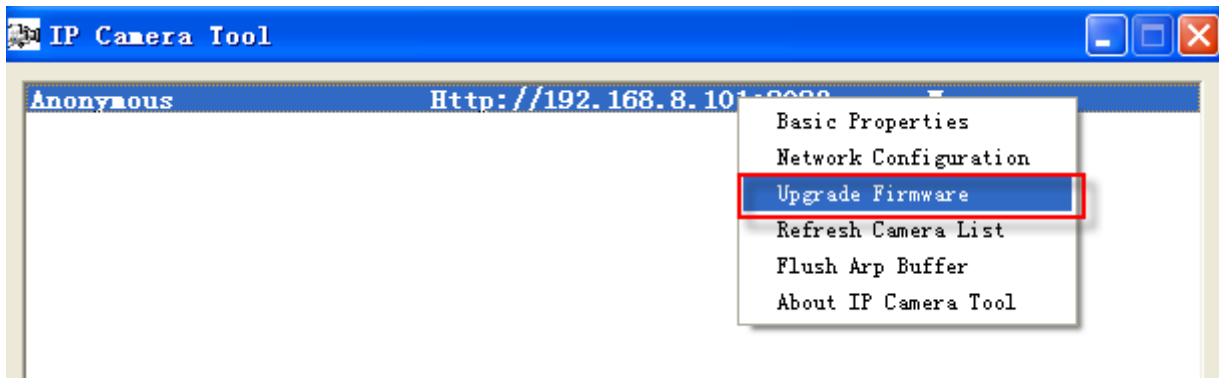 IP Camera Tool
Anonymous Http://192.168.8.101
Basic Properties
Network Configuration
Upgrade Firmware
Refresh Camera List
Flush Arp Buffer
About IP Camera Tool